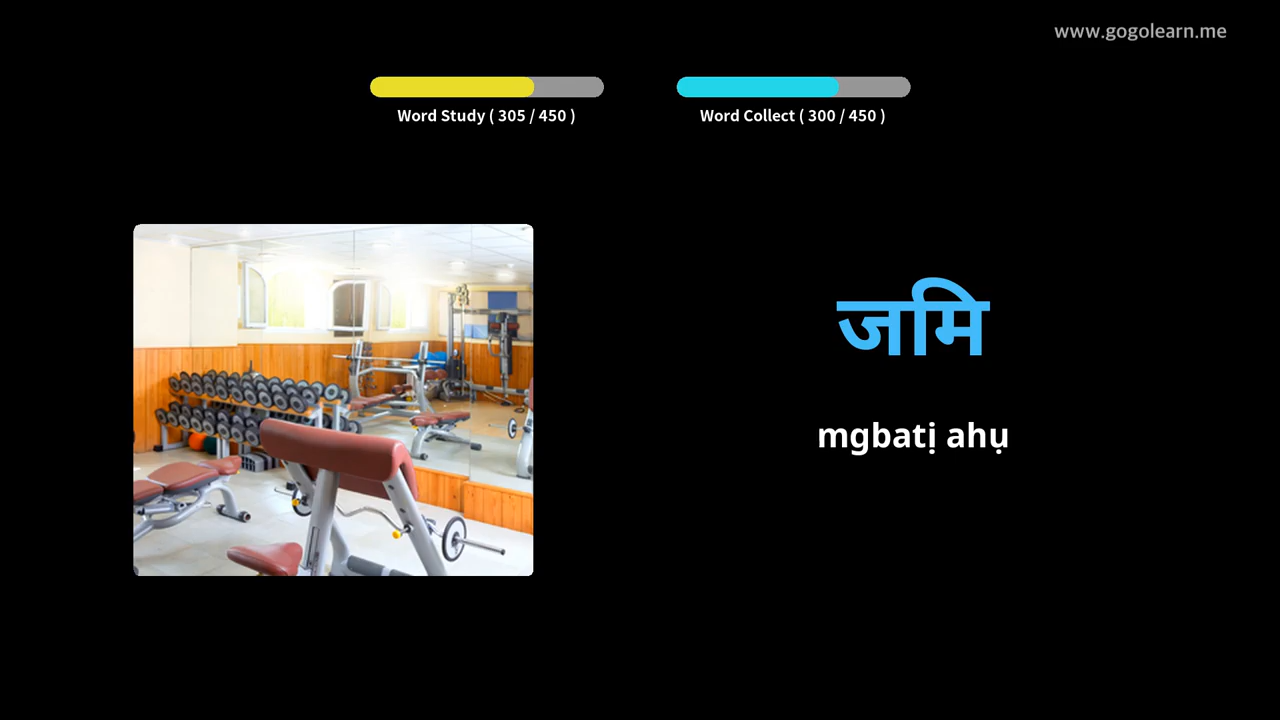 www.gogolearn.me
Word Study ( 305 / 450 )
Word Collect ( 300 / 450 )
जमि
mgbatị ahụ